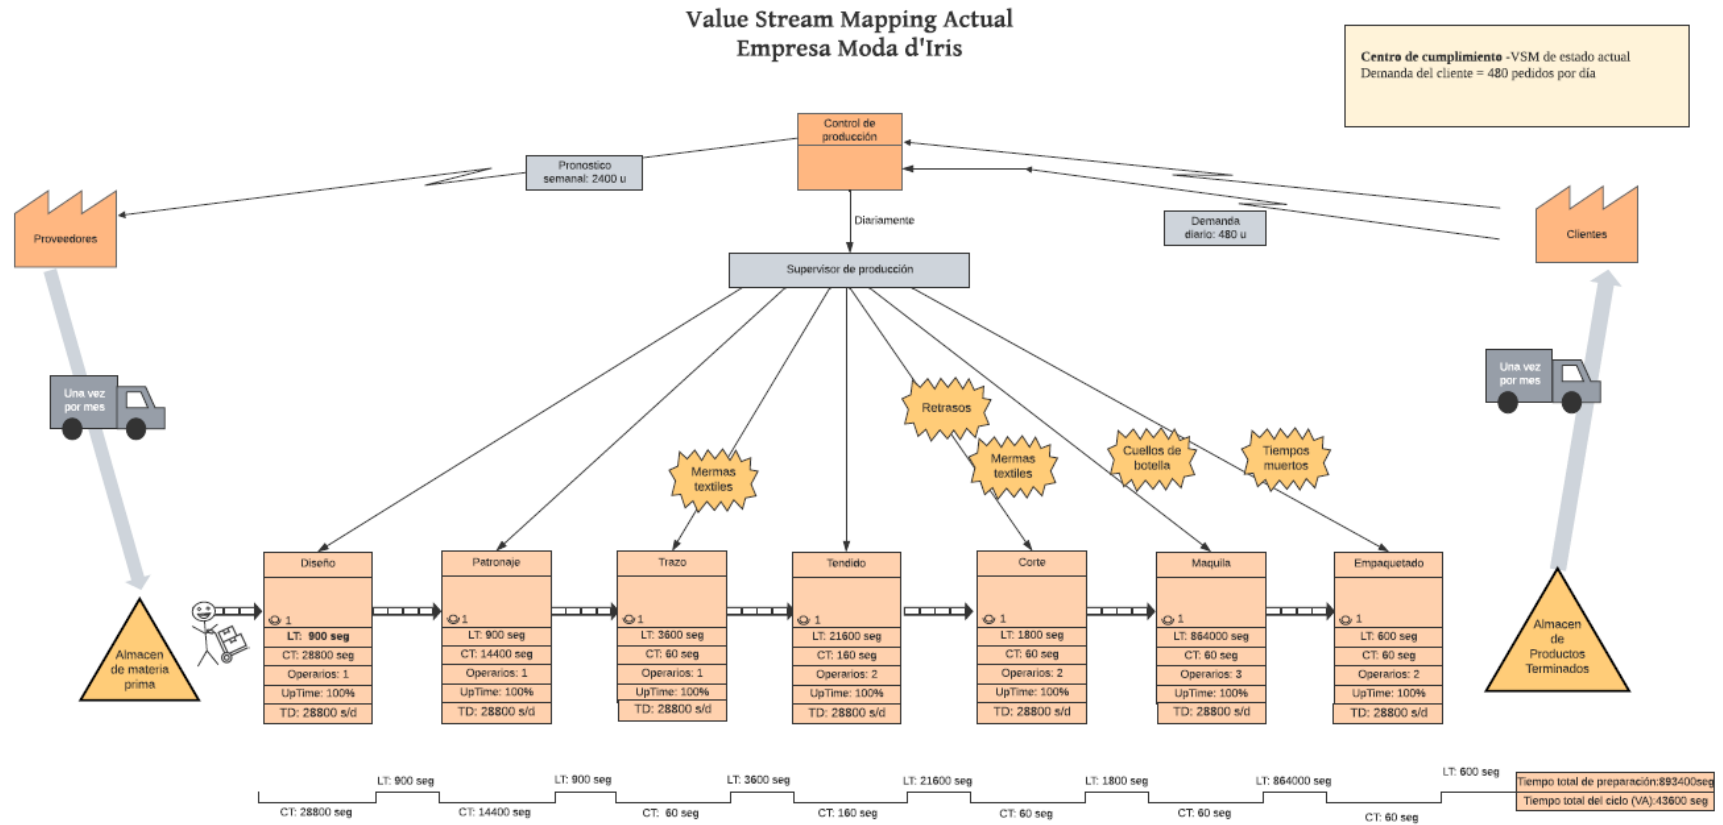 Value Stream Mapping Actual
Empresa Moda d'Iris
Centro de cumplimiento -VSM de estado actual
Demanda del cliente = 480 pedidos por día
Control de
producción
Pronostico
semanal: 2400 u
Demanda
diario: 480 u
Proveedores
Clientes
Diariamente
Supervisor de producción
Una vez
por mes
Una vez
por mes
Retrasos
Mermas
textiles
Mermas
textiles
Cuellos de
botella
Tiempos
muertos
Almacen
de materia
prima
Diseño
1
LT: 900 seg
CT: 28800 seg
Operarios: 1
UpTime: 100%
TD: 28800 s/d
Patronaje
1
LT: 900 seg
CT: 14400 seg
Operarios: 1
UpTime: 100%
TD: 28800 s/d
Trazo
1
LT: 3600 seg
CT: 60 seg
Operarios: 1
UpTime: 100%
TD: 28800 s/d
Tendido
1
LT: 21600 seg
CT: 160 seg
Operarios: 2
UpTime: 100%
TD: 28800 s/d
Corte
1
LT: 1800 seg
CT: 60 seg
Operarios: 2
UpTime: 100%
TD: 28800 s/d
Maquila
1
LT: 864000 seg
CT: 60 seg
Operarios: 3
UpTime: 100%
TD: 28800 s/d
Empaquetado
1
LT: 600 seg
CT: 60 seg
Operarios: 2
UpTime: 100%
TD: 28800 s/d
Almacen
de
Productos
Terminados
LT: 900 seg
LT: 900 seg
LT: 3600 seg
LT: 21600 seg
LT: 1800 seg
LT: 864000 seg
LT: 600 seg
CT: 28800 seg
CT: 14400 seg
CT: 60 seg
CT: 160 seg
CT: 60 seg
CT: 60 seg
CT: 60 seg
Tiempo total de preparación:893400seg
Tiempo total del ciclo (VA):43600 seg